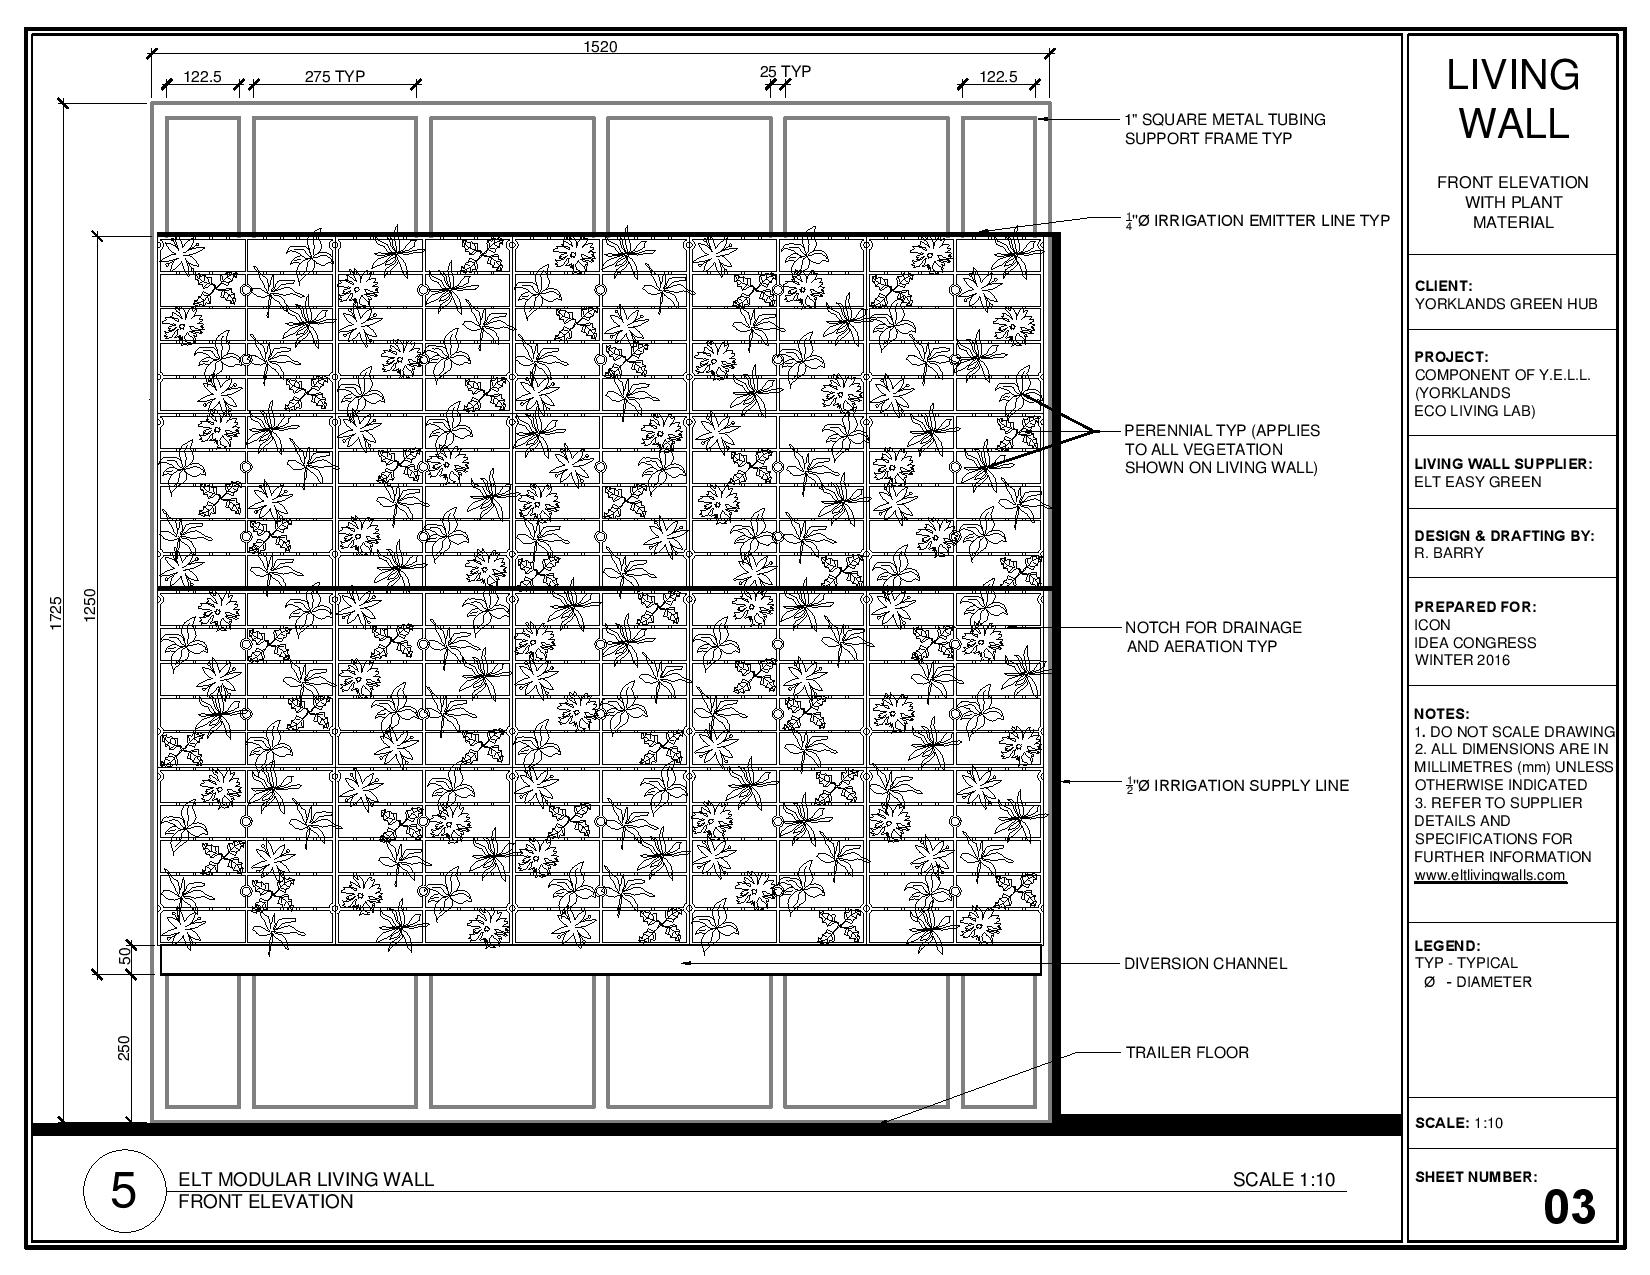 1520
122.5
275 TYP
25 TYP
122.5
1" SQUARE METAL TUBING
SUPPORT FRAME TYP
1/4"Ø IRRIGATION EMITTER LINE TYP
PERENNIAL TYP (APPLIES
TO ALL VEGETATION
SHOWN ON LIVING WALL)
1725
1250
NOTCH FOR DRAINAGE
AND AERATION TYP
1/2"Ø IRRIGATION SUPPLY LINE
50
DIVERSION CHANNEL
250
TRAILER FLOOR
5
ELT MODULAR LIVING WALL
FRONT ELEVATION
SCALE 1:10
LIVING
WALL
FRONT ELEVATION
WITH PLANT
MATERIAL
CLIENT:
YORKLANDS GREEN HUB
PROJECT:
COMPONENT OF Y.E.L.L.
(YORKLANDS
ECO LIVING LAB)
LIVING WALL SUPPLIER:
ELT EASY GREEN
DESIGN & DRAFTING BY:
R. BARRY
PREPARED FOR:
ICON
IDEA CONGRESS
WINTER 2016
NOTES:
1. DO NOT SCALE DRAWING
2. ALL DIMENSIONS ARE IN
MILLIMETRES (mm) UNLESS
OTHERWISE INDICATED
3. REFER TO SUPPLIER
DETAILS AND
SPECIFICATIONS FOR
FURTHER INFORMATION
www.eltlivingwalls.com
LEGEND:
TYP - TYPICAL
Ø - DIAMETER
SCALE: 1:10
SHEET NUMBER:
03